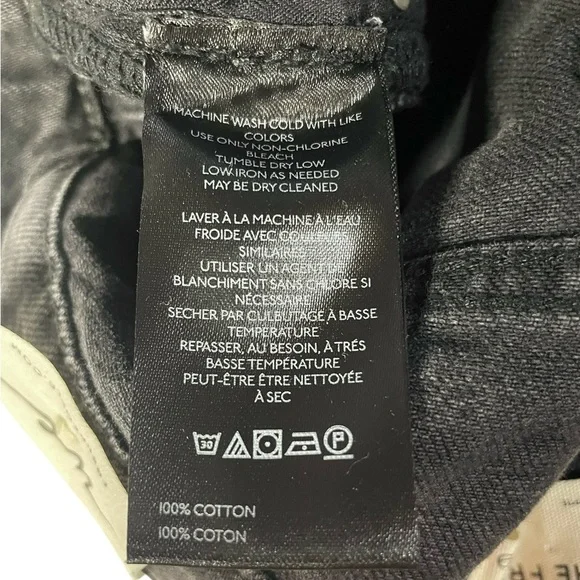 MACHINE WASH COLD WITH LIKE
COLORS
USE ONLY NON-CHLORINE
BLEACH
TUMBLE DRY LOW
LOW IRON AS NEEDED
MAY BE DRY CLEANED
LAVER À LA MACHINE À L'EAU
FROIDE AVEC COULEURS
SIMILAIRES
UTILISER UN AGENT DE
BLANCHIMENT SANS CHLORE SI
NÉCESSAIRE
SECHER PAR CULBUTAGE À BASSE
TEMPÉRATURE
REPASSER, AU BESOIN, À TRÉS
BASSE TEMPÉRATURE
PEUT-ÊTRE ÊTRE NETTOYÉE
À SEC
30 P
100% COTTON
100% COTON